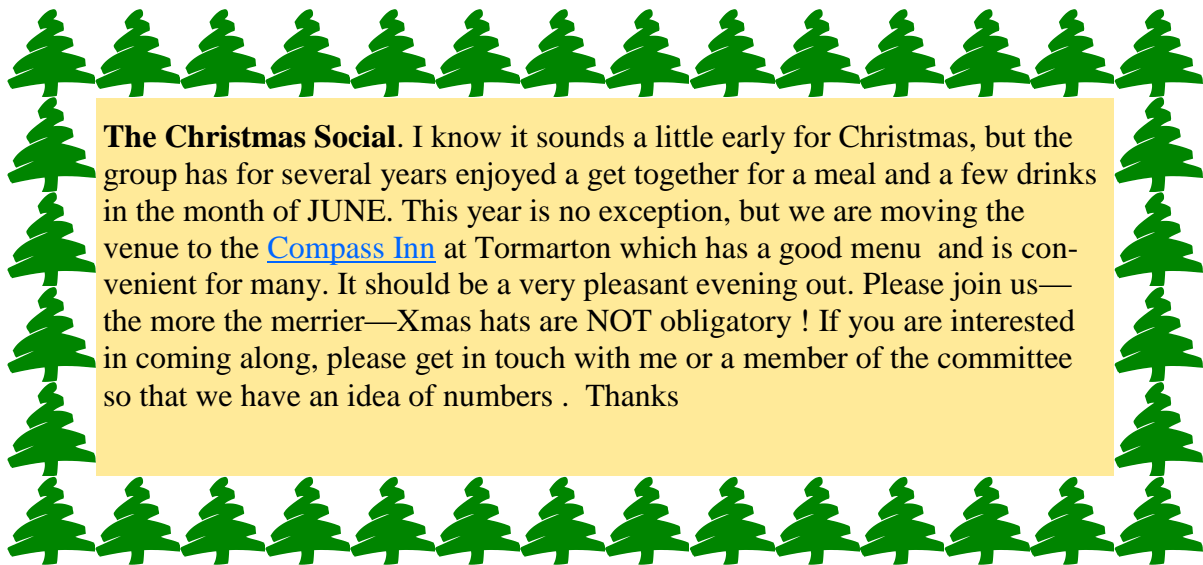 The Christmas Social. I know it sounds a little early for Christmas, but the
group has for several years enjoyed a get together for a meal and a few drinks
in the month of JUNE. This year is no exception, but we are moving the
venue to the Compass Inn at Tormarton which has a good menu  and is con-
venient for many. It should be a very pleasant evening out. Please join us—
the more the merrier—Xmas hats are NOT obligatory ! If you are interested
in coming along, please get in touch with me or a member of the committee
so that we have an idea of numbers .  Thanks